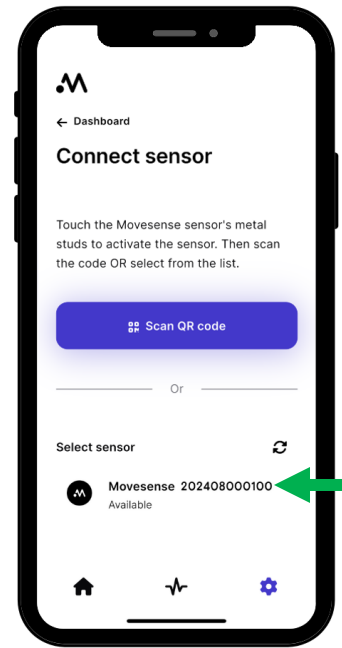 ← Dashboard
Connect sensor
Touch the Movesense sensor's metal
studs to activate the sensor. Then scan
the code OR select from the list.
Scan QR code
Or
Select sensor
Movesense 202408000100
Available